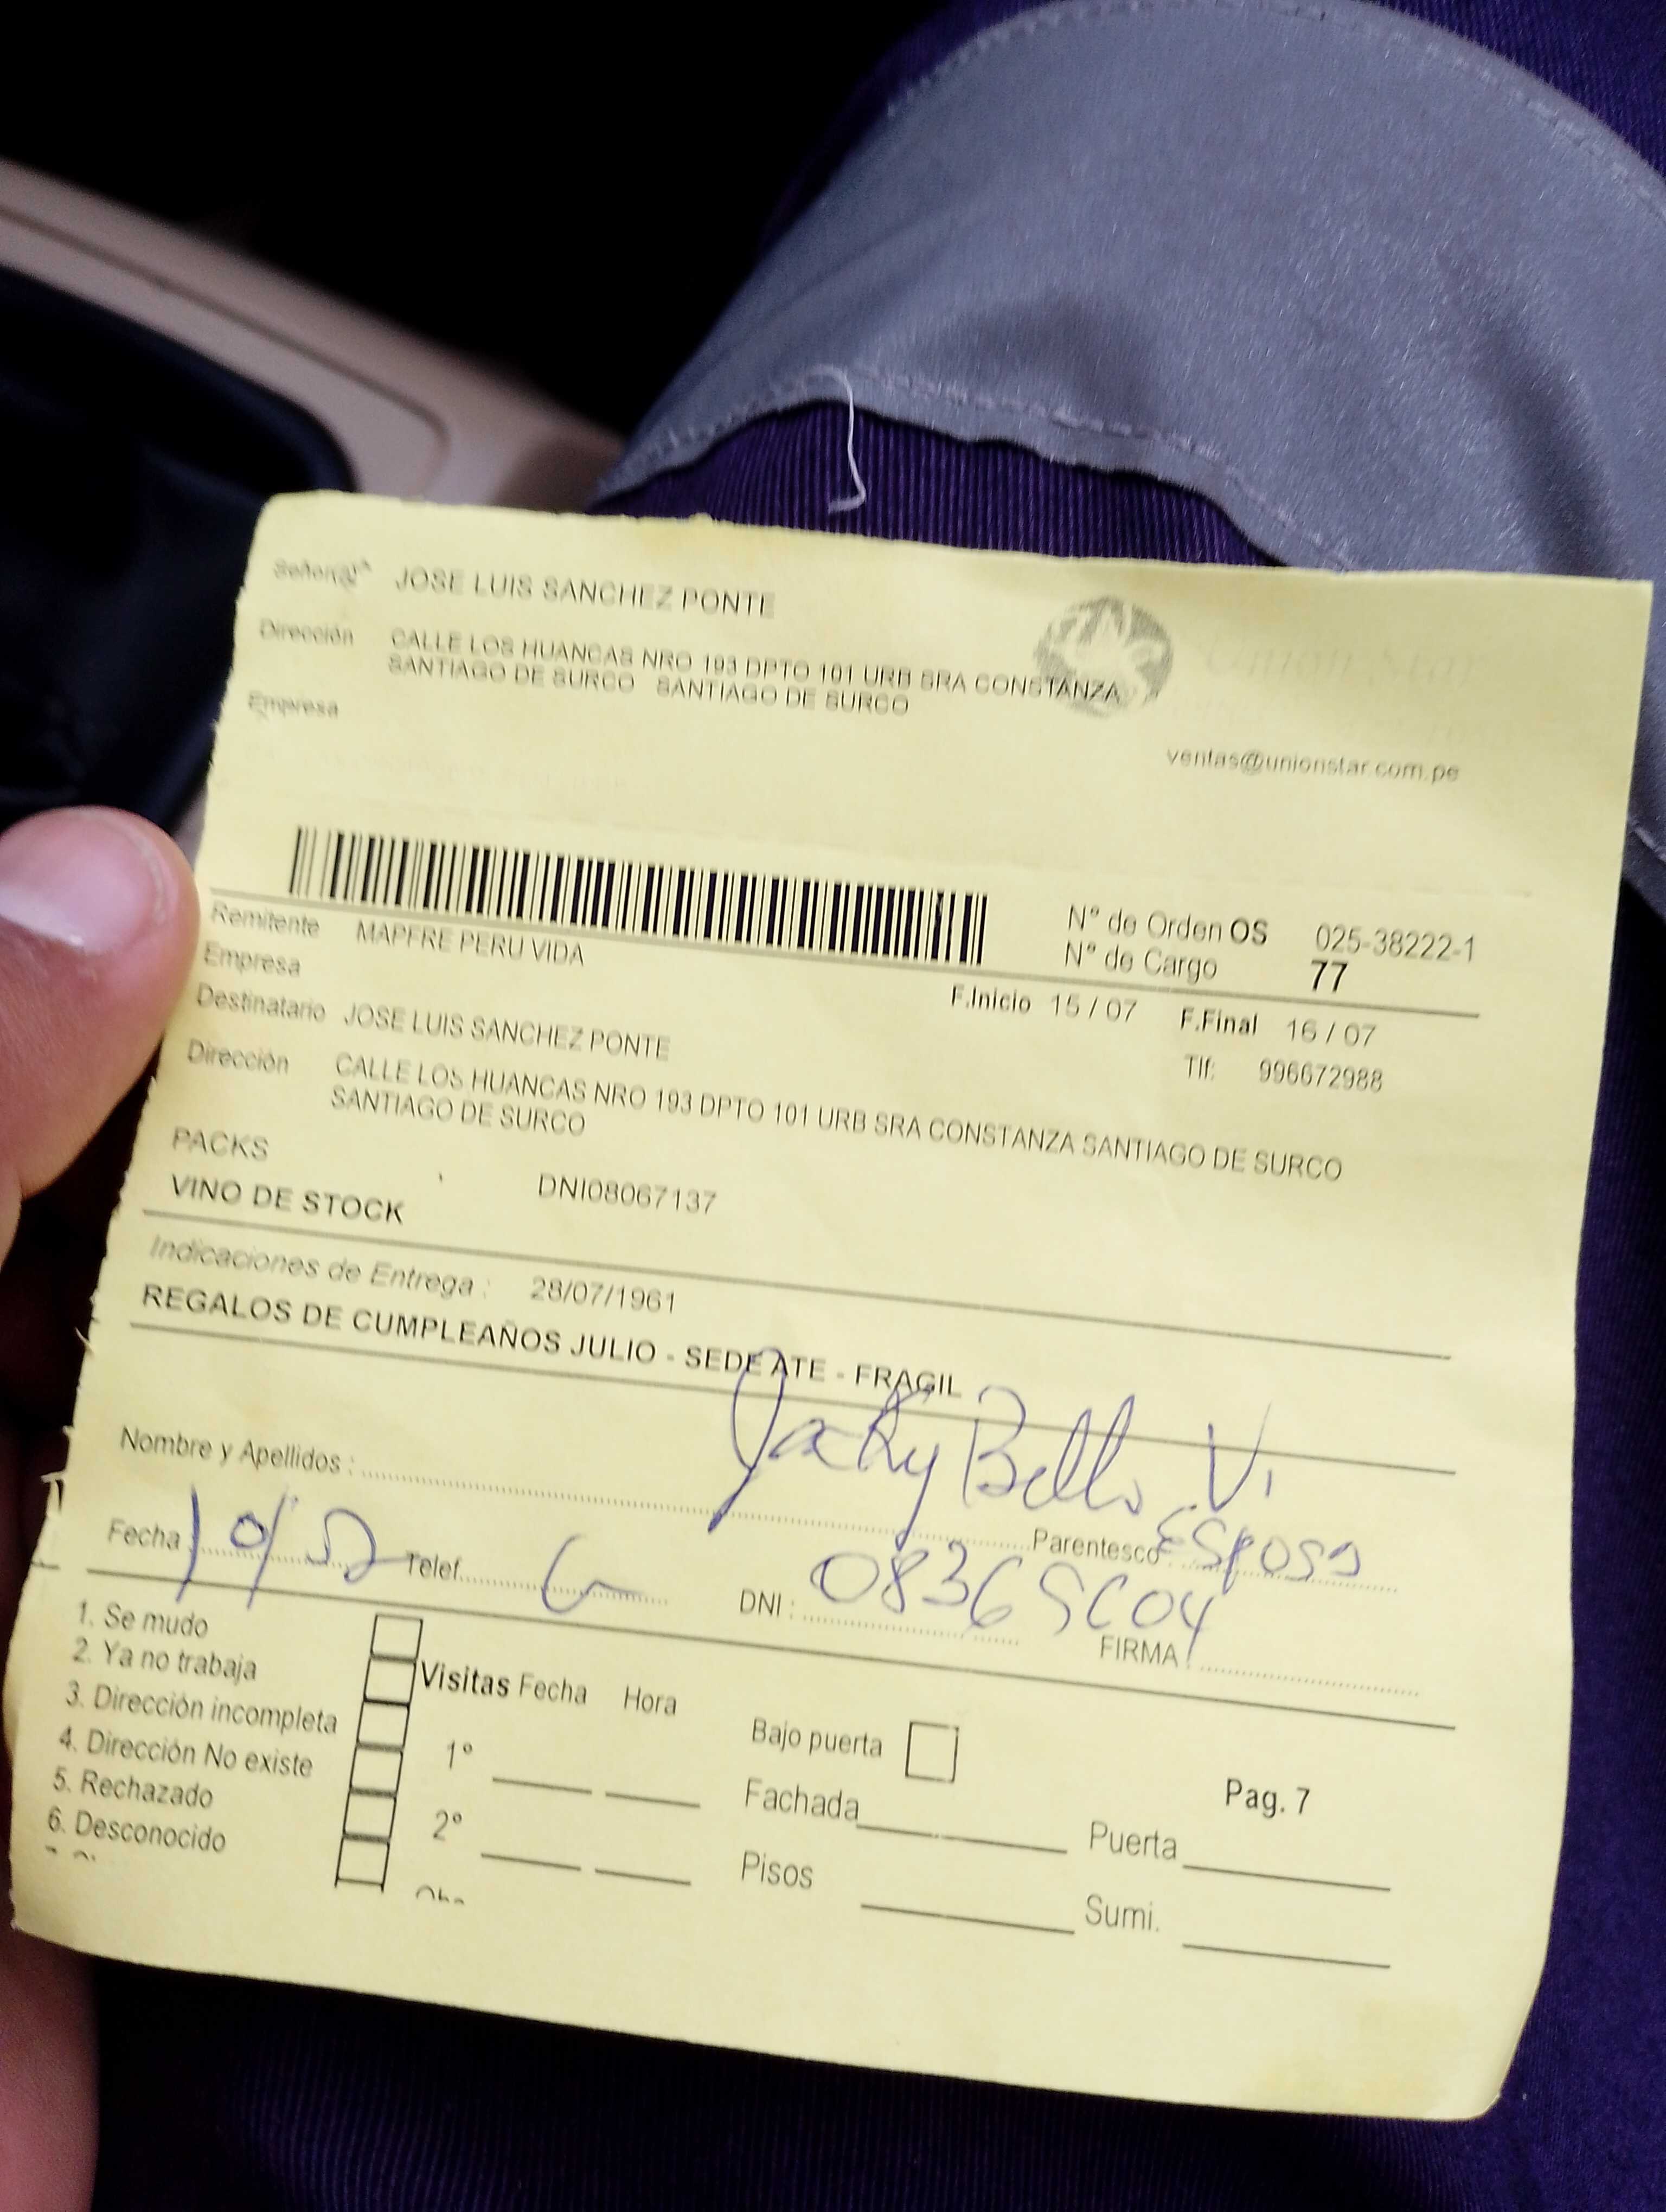 Señor(a) JOSE LUIS SANCHEZ PONTE
Dirección CALLE LOS HUANCAS NRO 193 DPTO 101 URB SRA CONSTANZA
SANTIAGO DE SURCO SANTIAGO DE SURCO
Empresa
Union Star
ventas@unionstar.com.pe
N° de Orden OS 025-38222-1
N° de Cargo 77
Remitente MAPFRE PERU VIDA
Empresa
F.Inicio 15 / 07 F.Final 16 / 07
Destinatario JOSE LUIS SANCHEZ PONTE
Tlf: 996672988
Dirección CALLE LOS HUANCAS NRO 193 DPTO 101 URB SRA CONSTANZA SANTIAGO DE SURCO
SANTIAGO DE SURCO
PACKS
VINO DE STOCK DNI08067137
Indicaciones de Entrega : 28/07/1961
REGALOS DE CUMPLEAÑOS JULIO - SEDE ATE - FRAGIL
Nombre y Apellidos : Jacky Bello V.
Parentesco : Esposa
Fecha Telef. DNI :
FIRMA :
1. Se mudo
2. Ya no trabaja
3. Dirección incompleta
4. Dirección No existe
5. Rechazado
6. Desconocido
Visitas Fecha Hora
1°
2°
Bajo puerta
Fachada
Pisos
Pag. 7
Puerta
Sumi.